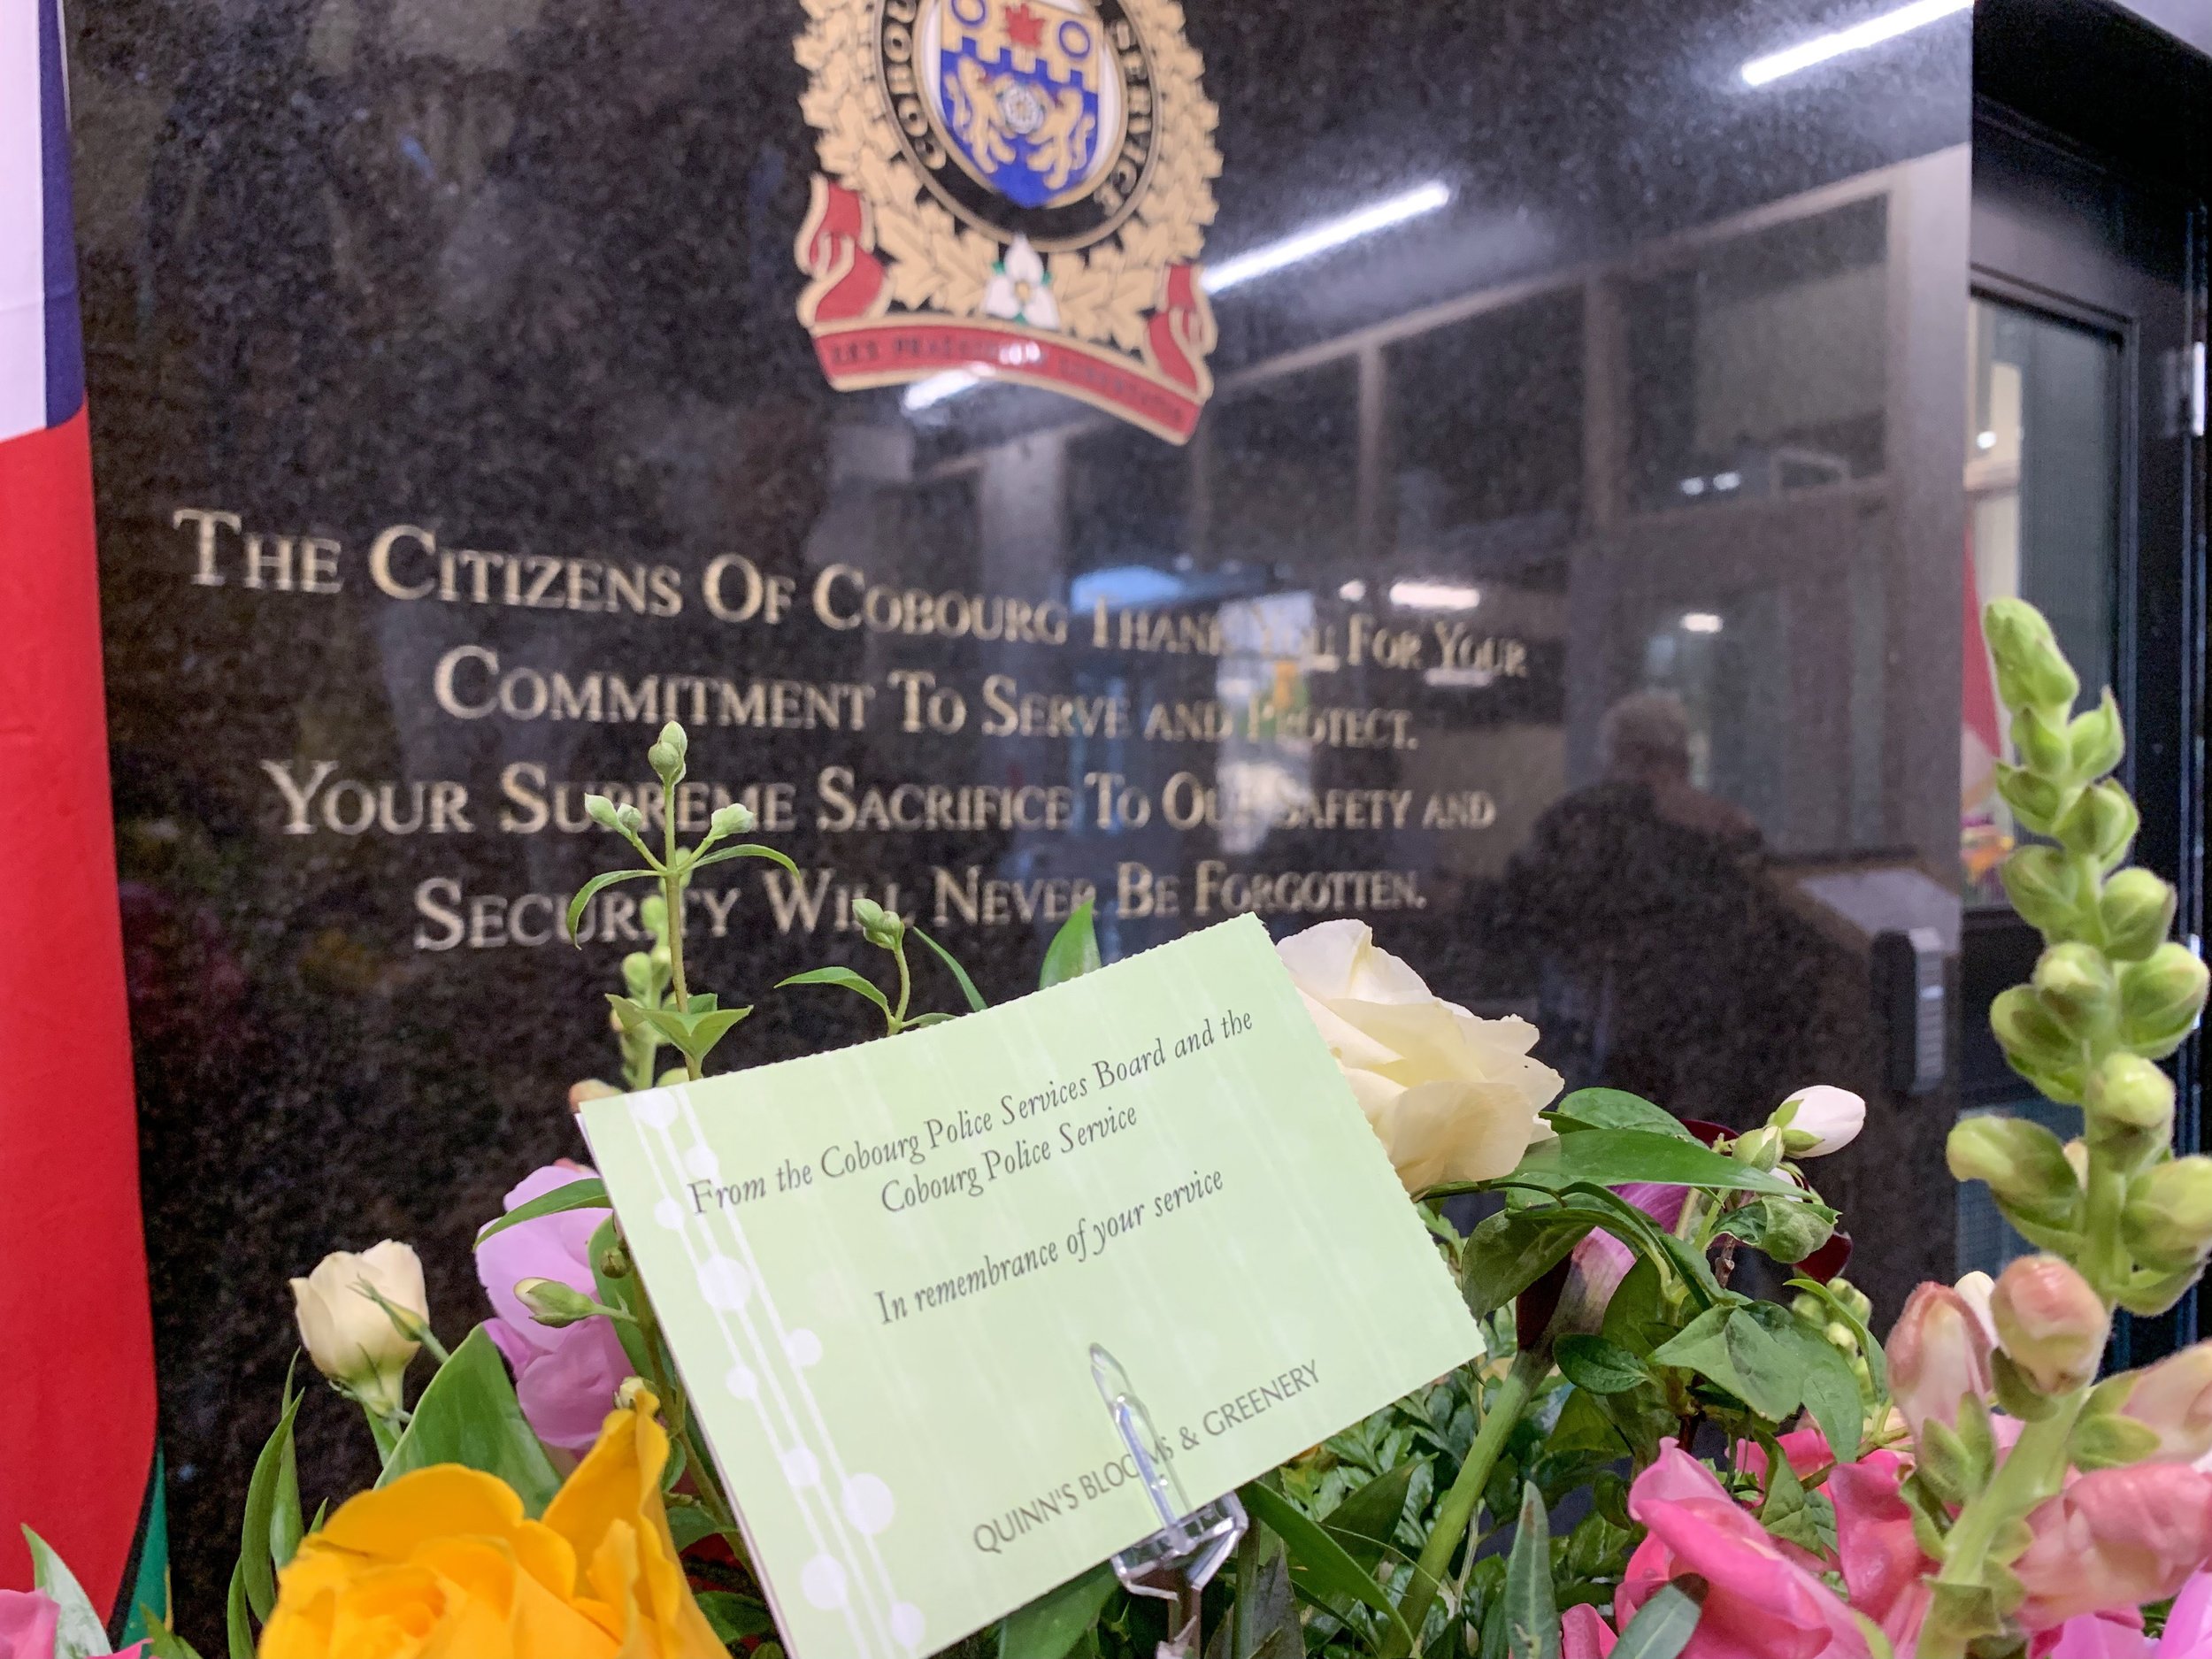 COBOU SERVICE
THE CITIZENS OF COBOURG THANK YOU FOR YOUR
COMMITMENT TO SERVE AND PROTECT.
YOUR SUPREME SACRIFICE TO OUR SAFETY AND
SECURITY WILL NEVER BE FORGOTTEN.
From the Cobourg Police Services Board and the
Cobourg Police Service
In remembrance of your service
QUINN'S BLOOMS & GREENERY